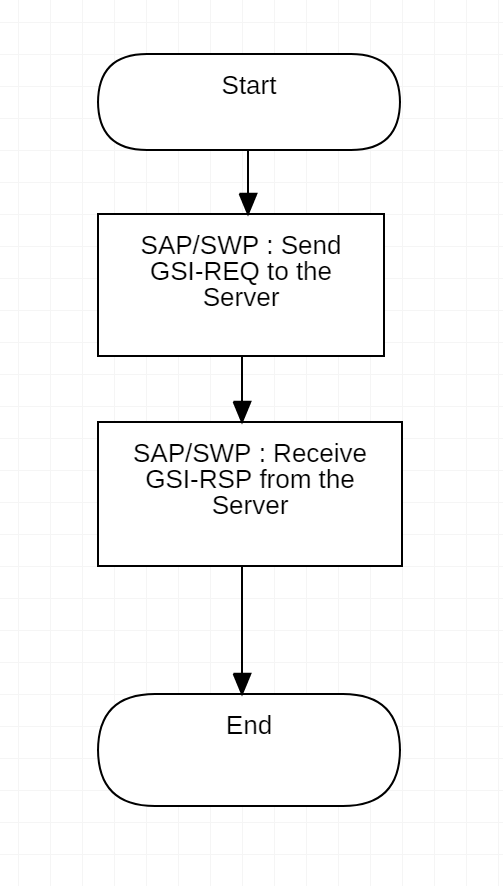 Start
SAP/SWP : Send
GSI-REQ to the
Server
SAP/SWP : Receive
GSI-RSP from the
Server
End